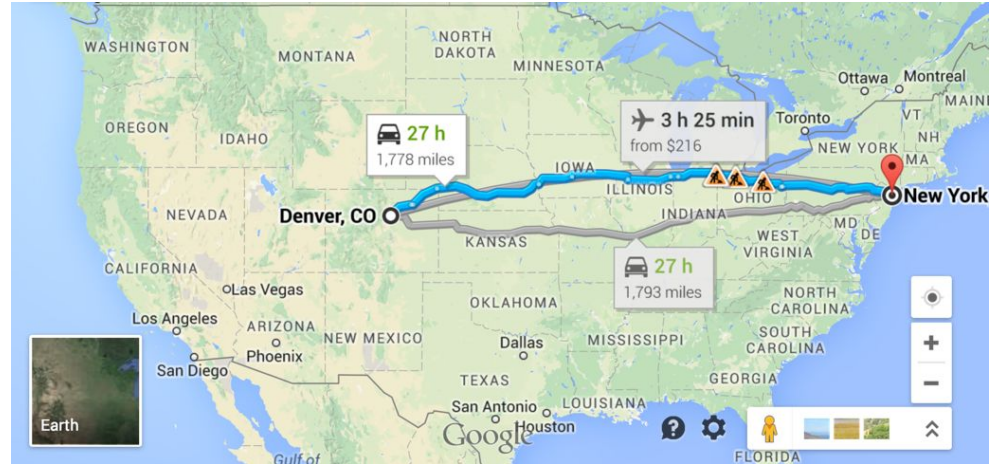 WASHINGTON
MONTANA
NORTH
DAKOTA
MINNESOTA
Ottawa
Montreal
MAINE
OREGON
IDAHO
27 h
1,778 miles
3 h 25 min
from $216
Toronto
VT
NH
NEW YORK
MA
IOWA
ILLINOIS
OHIO
New York
Denver, CO
NEVADA
INDIANA
KANSAS
MD
DE
WEST
VIRGINIA
27 h
1,793 miles
CALIFORNIA
Las Vegas
OKLAHOMA
NORTH
CAROLINA
Los Angeles
ARIZONA
NEW MEXICO
Dallas
MISSISSIPPI
SOUTH
CAROLINA
Phoenix
San Diego
TEXAS
GEORGIA
San Antonio
LOUISIANA
Houston
Google
Earth
Gulf of
FLORIDA